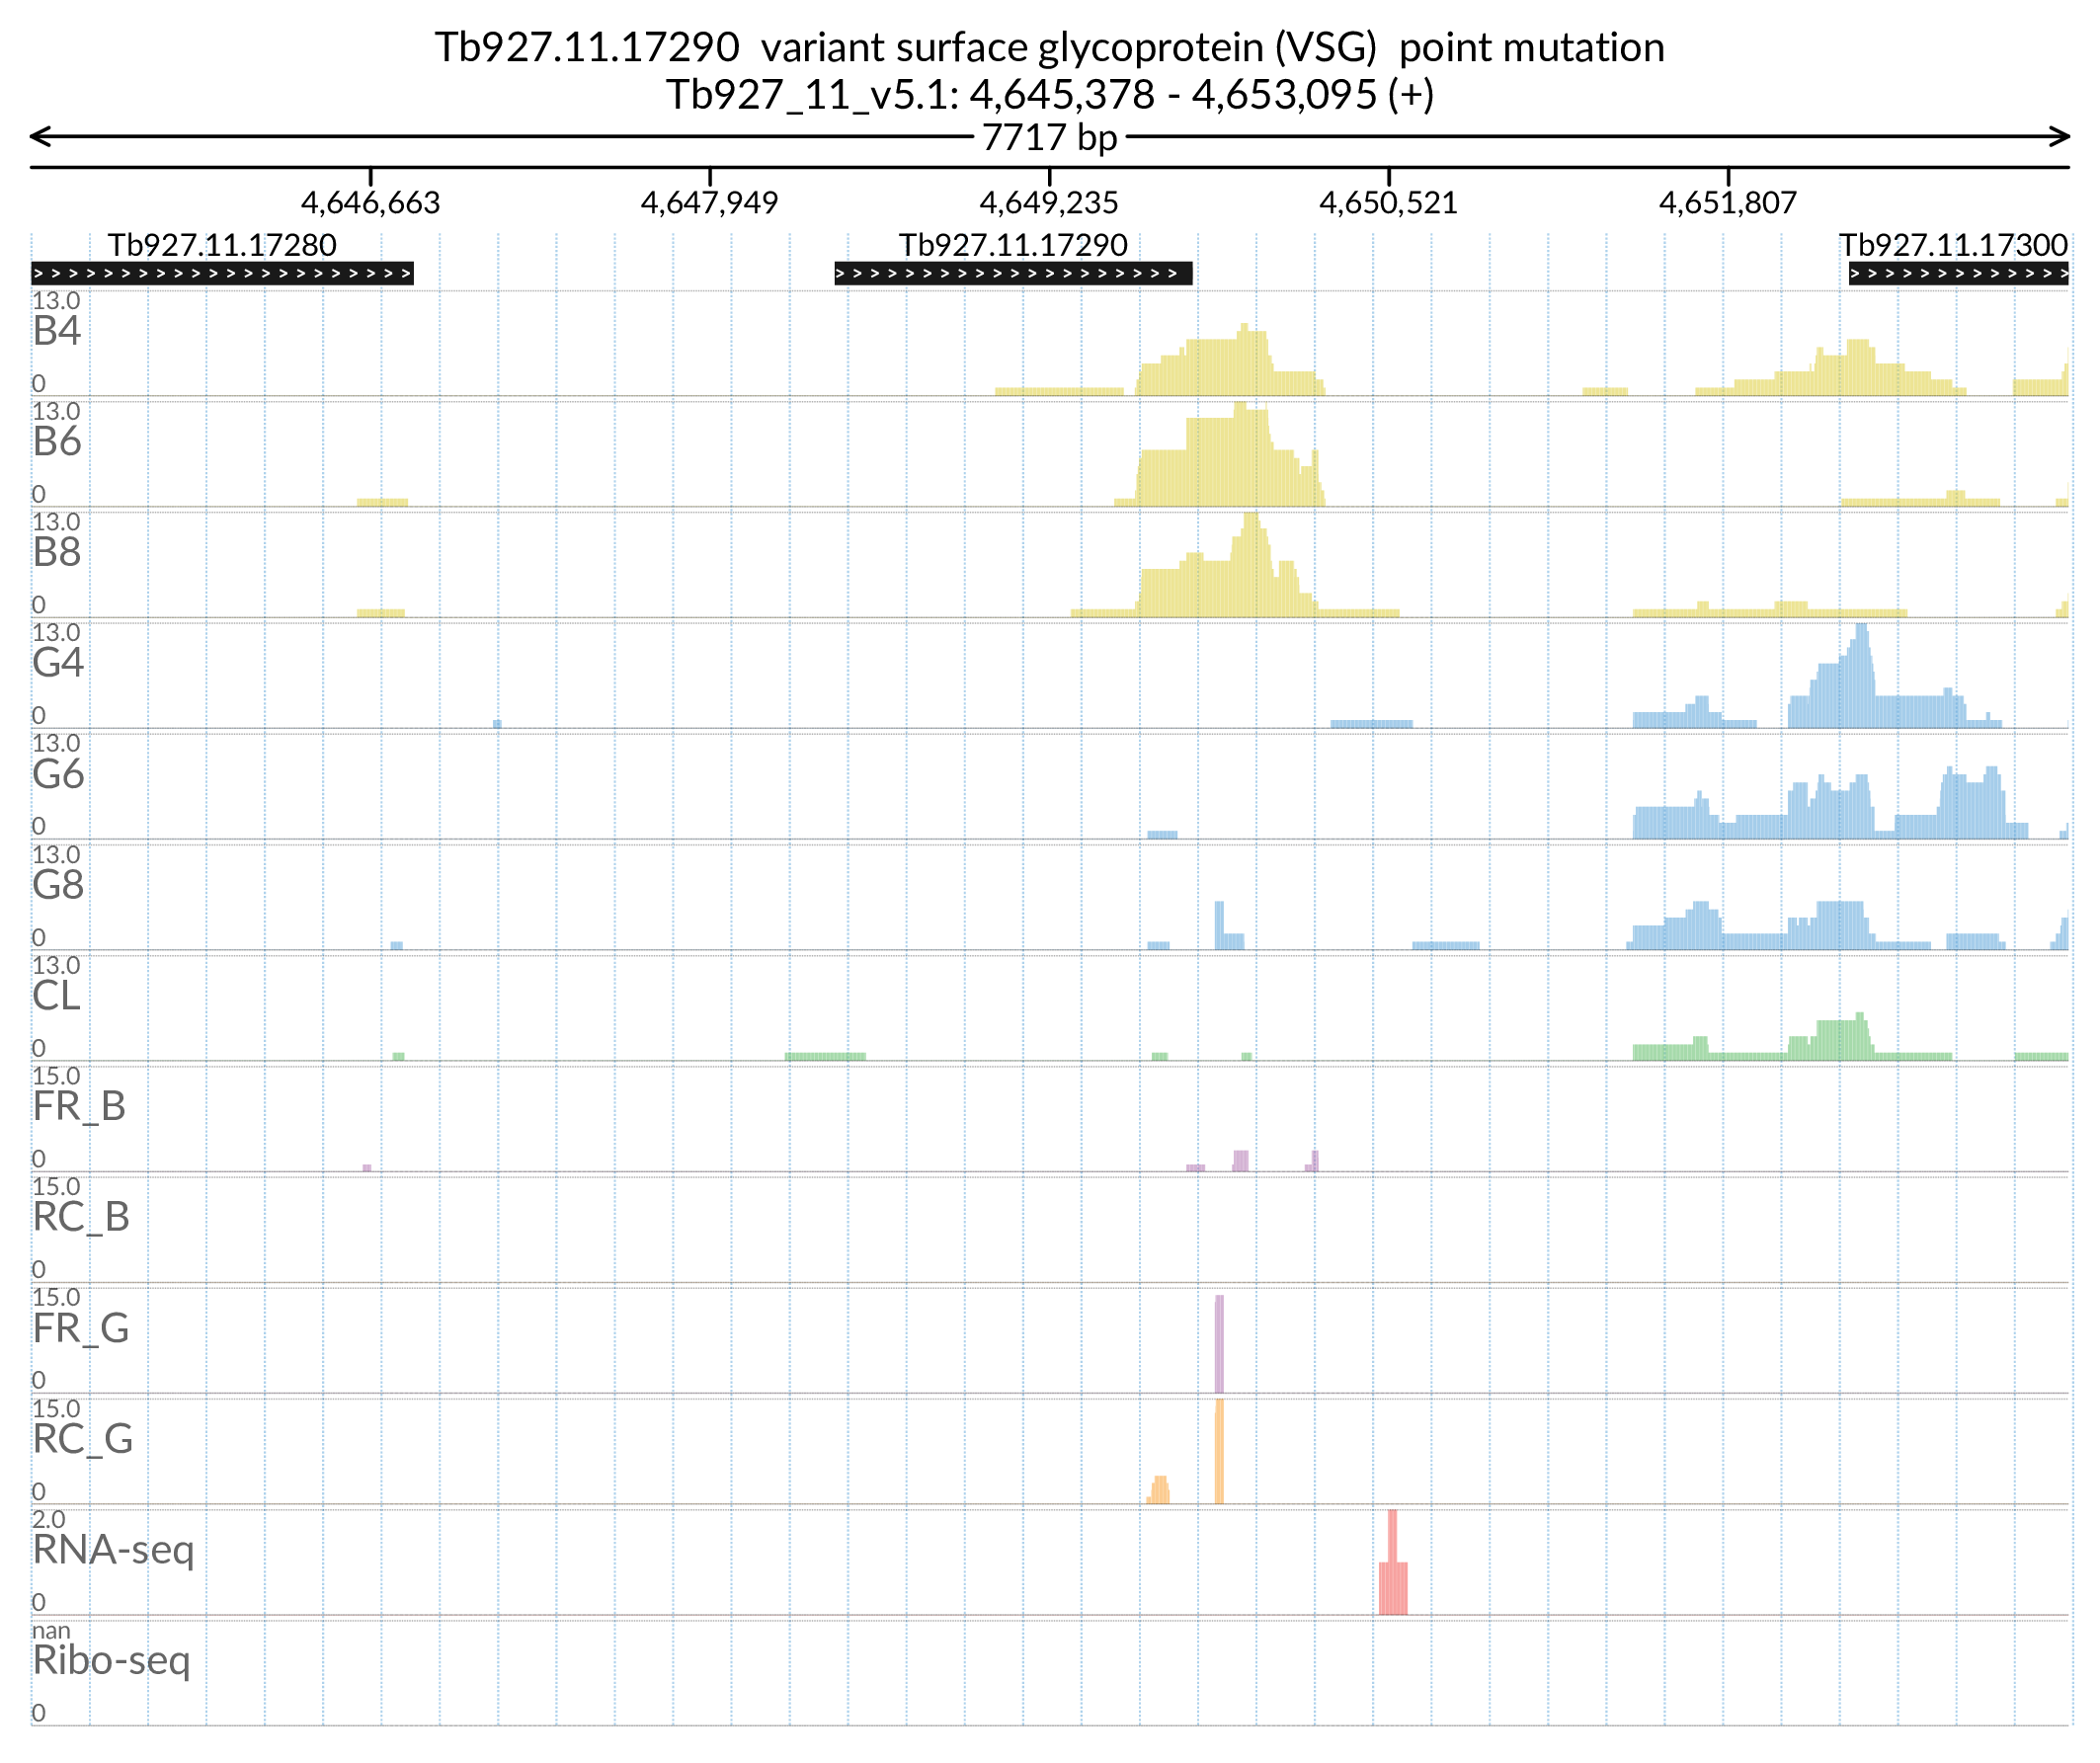 Tb927.11.17290  variant surface glycoprotein (VSG)  point mutation
Tb927_11_v5.1: 4,645,378 - 4,653,095 (+)
7717 bp
4,646,663 4,647,949 4,649,235 4,650,521 4,651,807
Tb927.11.17280 Tb927.11.17290 Tb927.11.17300
13.0
B4
0
13.0
B6
0
13.0
B8
0
13.0
G4
0
13.0
G6
0
13.0
G8
0
13.0
CL
0
15.0
FR_B
0
15.0
RC_B
0
15.0
FR_G
0
15.0
RC_G
0
2.0
RNA-seq
0
nan
Ribo-seq
0